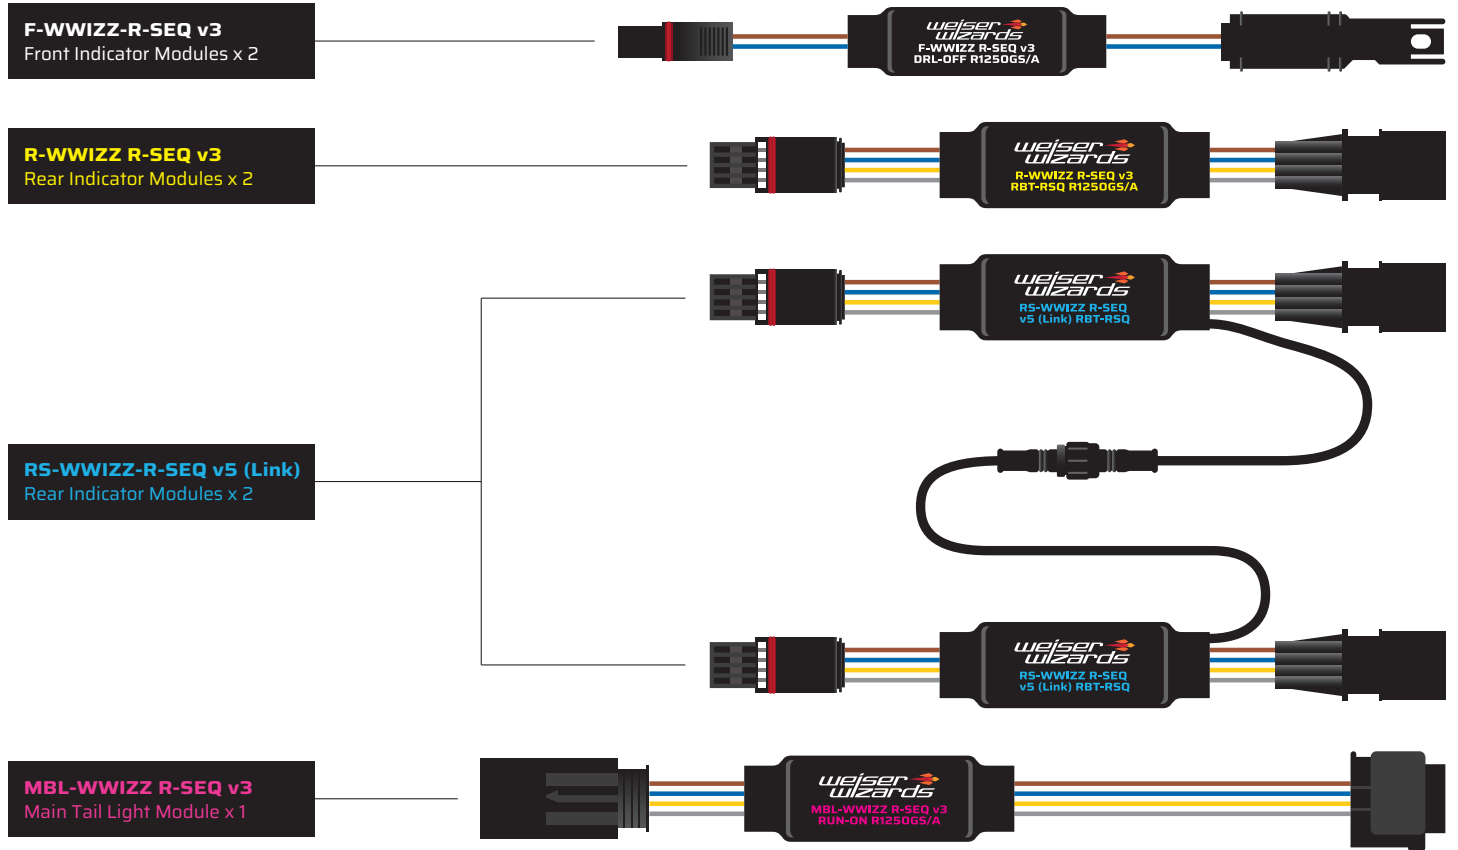 F-WWIZZ-R-SEQ v3
Front Indicator Modules x 2
weiser
wizards
F-WWIZZ R-SEQ v3
DRL-OFF R1250GS/A
R-WWIZZ R-SEQ v3
Rear Indicator Modules x 2
weiser
wizards
R-WWIZZ R-SEQ v3
RBT-RSQ R1250GS/A
weiser
wizards
RS-WWIZZ R-SEQ
v5 (Link) RBT-RSQ
RS-WWIZZ-R-SEQ v5 (Link)
Rear Indicator Modules x 2
weiser
wizards
RS-WWIZZ R-SEQ
v5 (Link) RBT-RSQ
MBL-WWIZZ R-SEQ v3
Main Tail Light Module x 1
weiser
wizards
MBL-WWIZZ R-SEQ v3
RUN-ON R1250GS/A